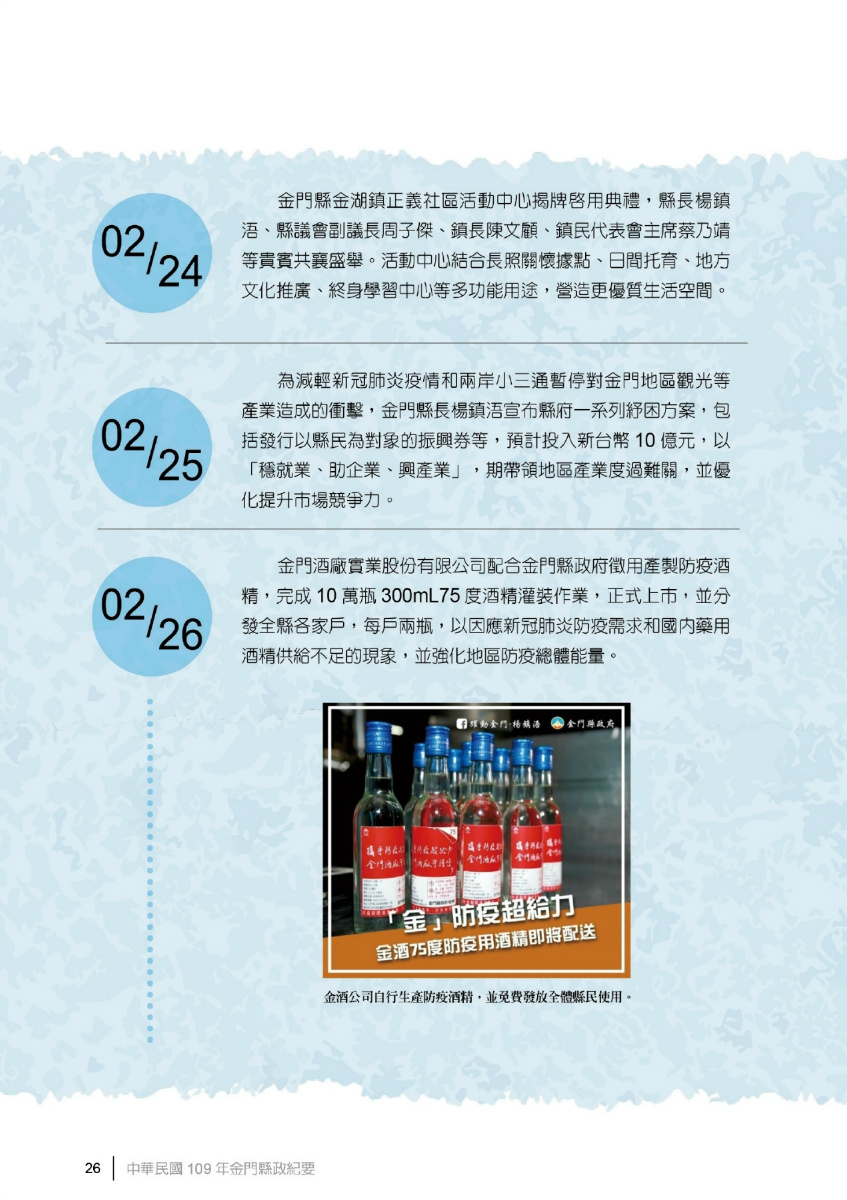 02/24
金門縣金湖鎮正義社區活動中心揭牌啓用典禮，縣長楊鎮
浯、縣議會副議長周子傑、鎮長陳文顧、鎮民代表會主席蔡乃靖
等貴賓共襄盛舉。活動中心結合長照關懷據點、日間托育、地方
文化推廣、終身學習中心等多功能用途，營造更優質生活空間。
02/25
為減輕新冠肺炎疫情和兩岸小三通暫停對金門地區觀光等
產業造成的衝擊，金門縣長楊鎮浯宣布縣府一系列紓困方案，包
括發行以縣民為對象的振興券等，預計投入新台幣 10 億元，以
「穩就業、助企業、興產業」，期帶領地區產業度過難關，並優
化提升市場競爭力。
02/26
金門酒廠實業股份有限公司配合金門縣政府徵用產製防疫酒
精，完成 10 萬瓶 300mL75 度酒精灌裝作業，正式上市，並分
發全縣各家戶，每戶兩瓶，以因應新冠肺炎防疫需求和國內藥用
酒精供給不足的現象，並強化地區防疫總體能量。
躍動金門·楊鎮浯 金門縣政府
「金」防疫超給力
金酒75度防疫用酒精即將配送
金酒公司自行生產防疫酒精，並免費發放全體縣民使用。
26 中華民國 109 年金門縣政紀要